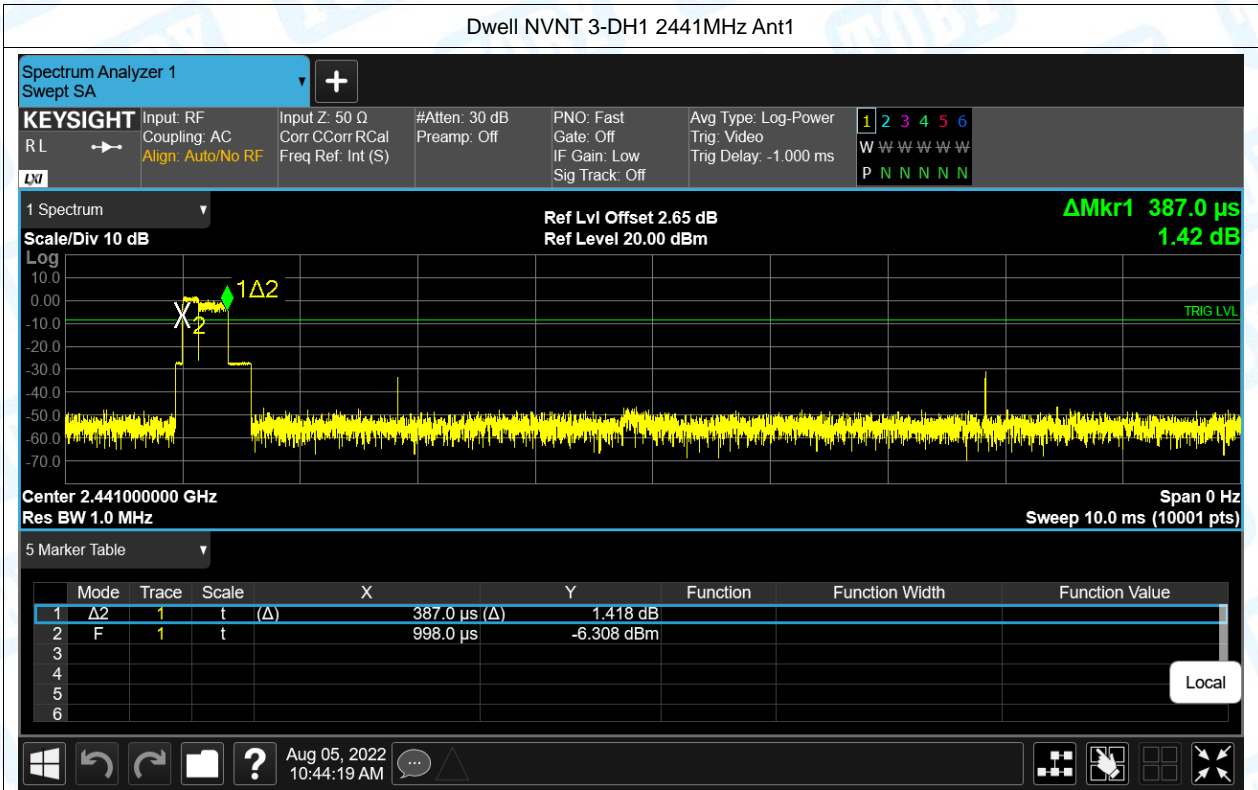 Dwell NVNT 3-DH1 2441MHz Ant1
Spectrum Analyzer 1
Swept SA
KEYSIGHT
RL
LXI
Input: RF
Coupling: AC
Align: Auto/No RF
Input Z: 50 Ω
Corr CCorr RCal
Freq Ref: Int (S)
#Atten: 30 dB
Preamp: Off
PNO: Fast
Gate: Off
IF Gain: Low
Sig Track: Off
Avg Type: Log-Power
Trig: Video
Trig Delay: -1.000 ms
1 2 3 4 5 6
W W W W W W
P N N N N N
1 Spectrum
Scale/Div 10 dB
Ref Lvl Offset 2.65 dB
Ref Level 20.00 dBm
ΔMkr1 387.0 µs
1.42 dB
Log
10.0
0.00
-10.0
-20.0
-30.0
-40.0
-50.0
-60.0
-70.0
1Δ2
2
TRIG LVL
Center 2.441000000 GHz
Span 0 Hz
Res BW 1.0 MHz
Sweep 10.0 ms (10001 pts)
5 Marker Table
Mode Trace Scale X Y Function Function Width Function Value
1 Δ2 1 t (Δ) 387.0 µs (Δ) 1.418 dB
2 F 1 t 998.0 µs -6.308 dBm
3
4
5
6
Local
?
Aug 05, 2022
10:44:19 AM